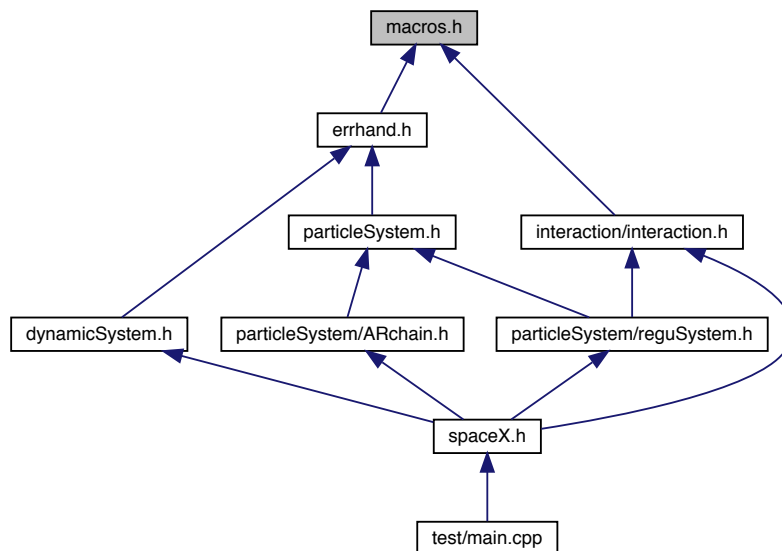 macros.h
errhand.h
particleSystem.h
interaction/interaction.h
dynamicSystem.h
particleSystem/ARchain.h
particleSystem/reguSystem.h
spaceX.h
test/main.cpp